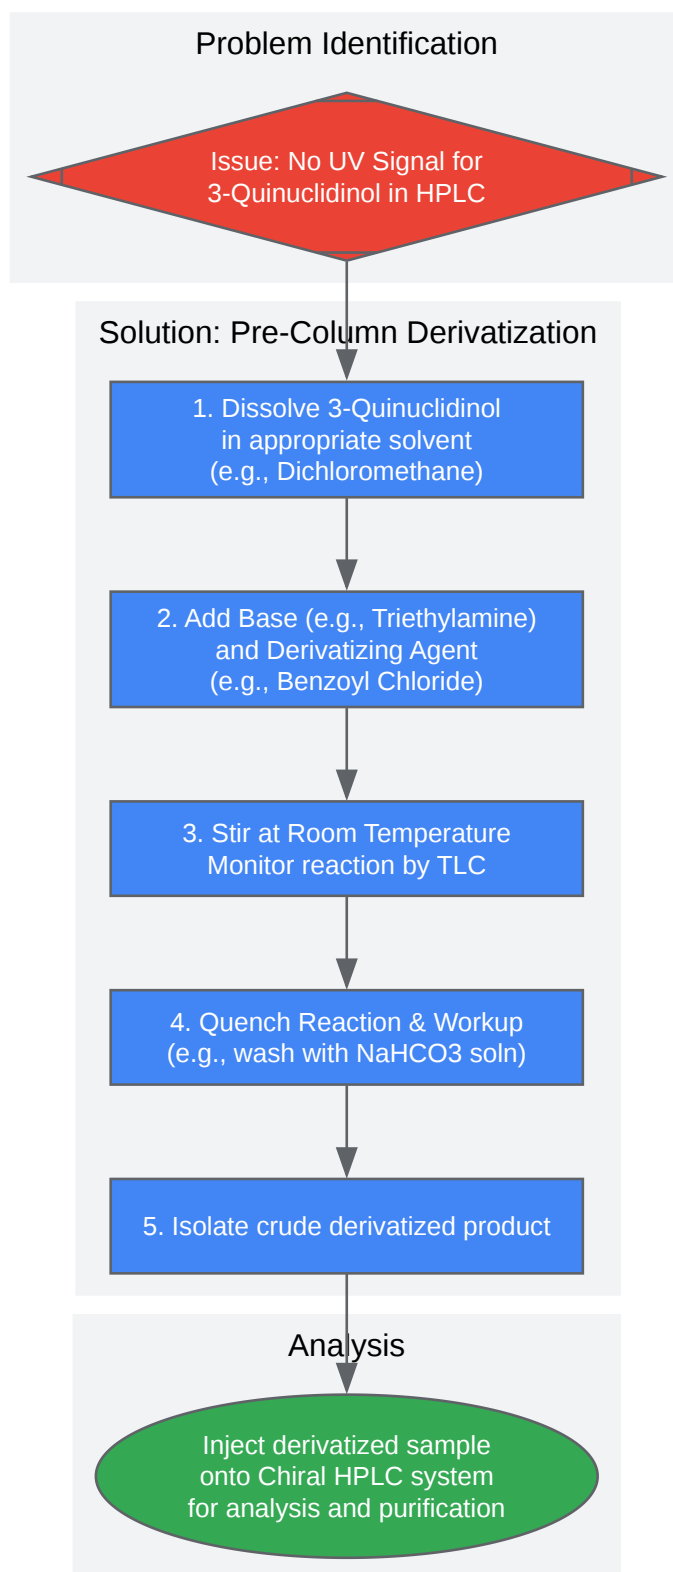 Problem Identification
Issue: No UV Signal for
3-Quinuclidinol in HPLC
Solution: Pre-Column Derivatization
1. Dissolve 3-Quinuclidinol
in appropriate solvent
(e.g., Dichloromethane)
2. Add Base (e.g., Triethylamine)
and Derivatizing Agent
(e.g., Benzoyl Chloride)
3. Stir at Room Temperature
Monitor reaction by TLC
4. Quench Reaction & Workup
(e.g., wash with NaHCO3 soln)
5. Isolate crude derivatized product
Analysis
Inject derivatized sample
onto Chiral HPLC system
for analysis and purification